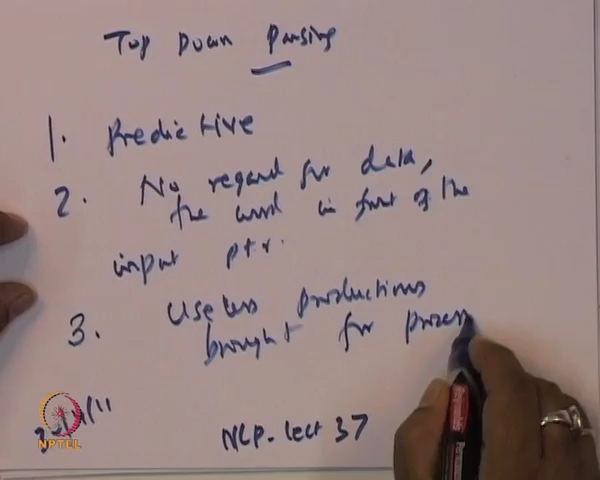 Top Down Parsing
1. Predictive
2. No regard for data,
the word in front of the
input ptr.
3. Useless productions
brought for process
NPTEL
NLP. Lect 37